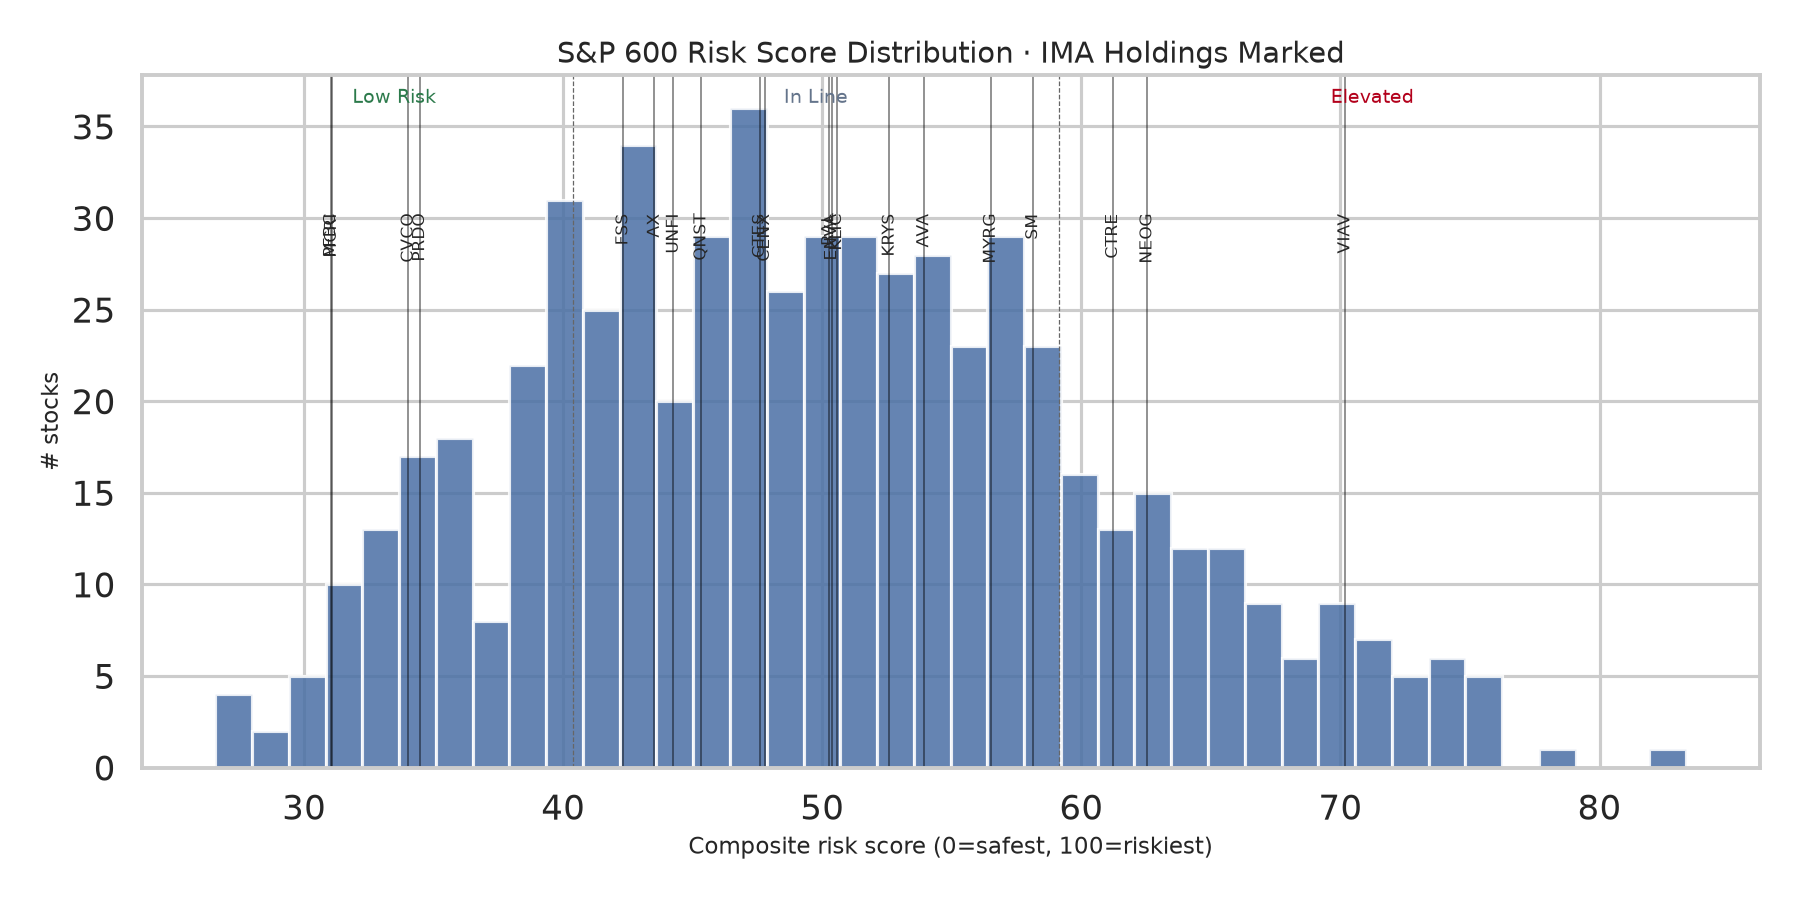 S&P 600 Risk Score Distribution · IMA Holdings Marked
Low Risk
In Line
Elevated
# stocks
35
30
25
20
15
10
5
0
CVCO
PRDO
FSS
AX
UNFI
QNST
CENX
KRYS
AVA
MYRG
SM
CTRE
NEOG
VIAV
30
40
50
60
70
80
Composite risk score (0=safest, 100=riskiest)